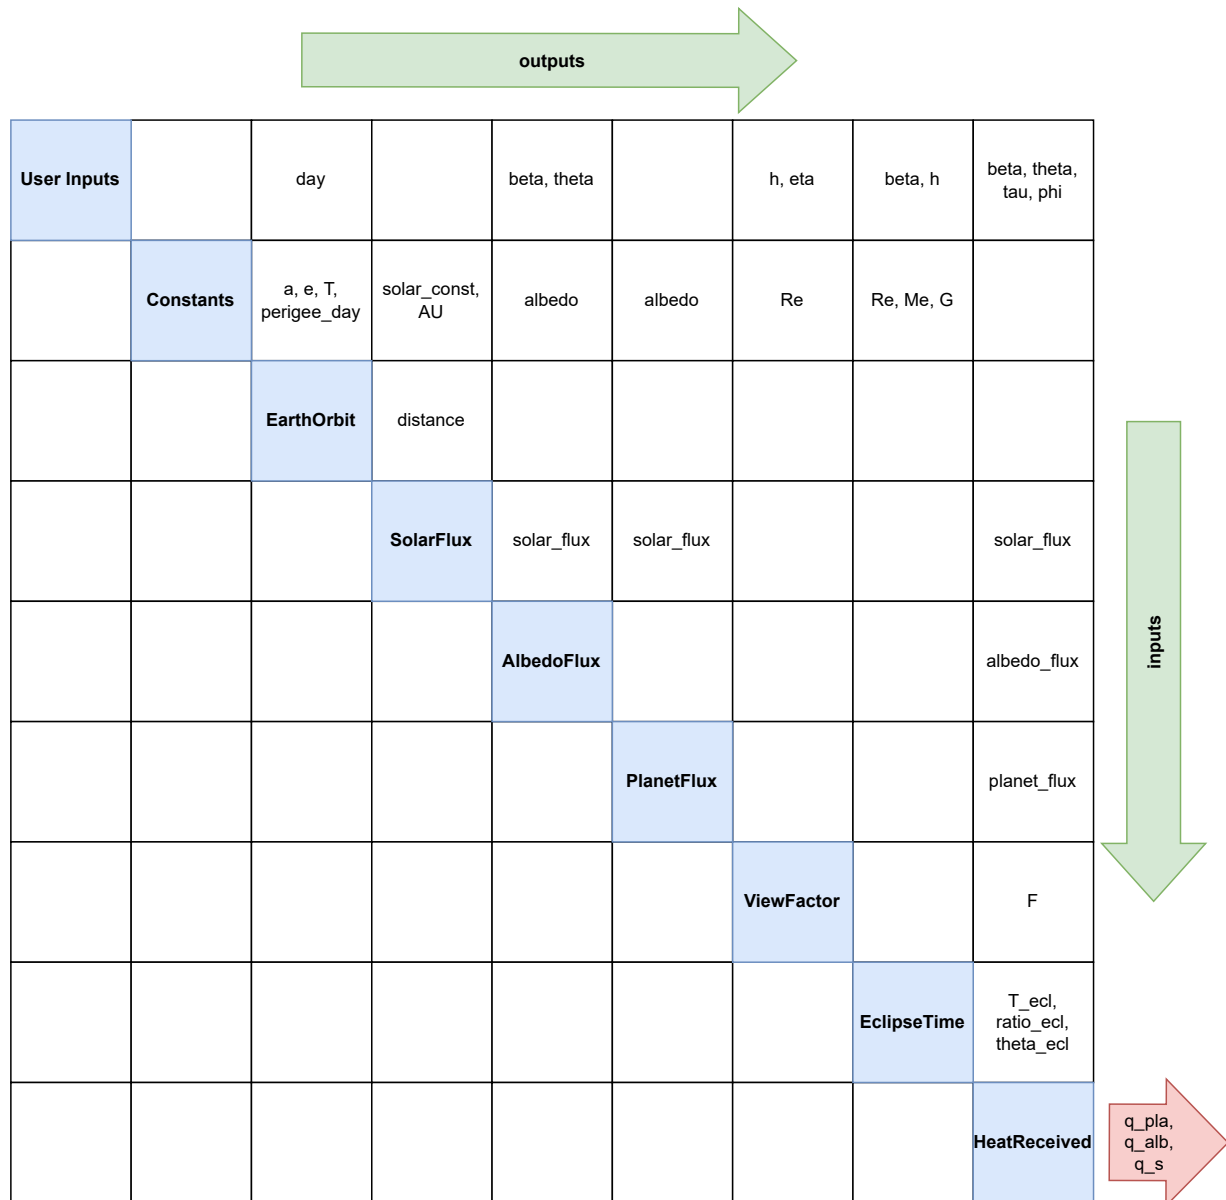 outputs
User Inputs
day
beta, theta
h, eta
beta, h
beta, theta,
tau, phi
Constants
a, e, T,
perigee_day
solar_const,
AU
albedo
albedo
Re
Re, Me, G
EarthOrbit
distance
SolarFlux
solar_flux
solar_flux
solar_flux
inputs
AlbedoFlux
albedo_flux
PlanetFlux
planet_flux
ViewFactor
F
EclipseTime
T_ecl,
ratio_ecl,
theta_ecl
HeatReceived
q_pla,
q_alb,
q_s